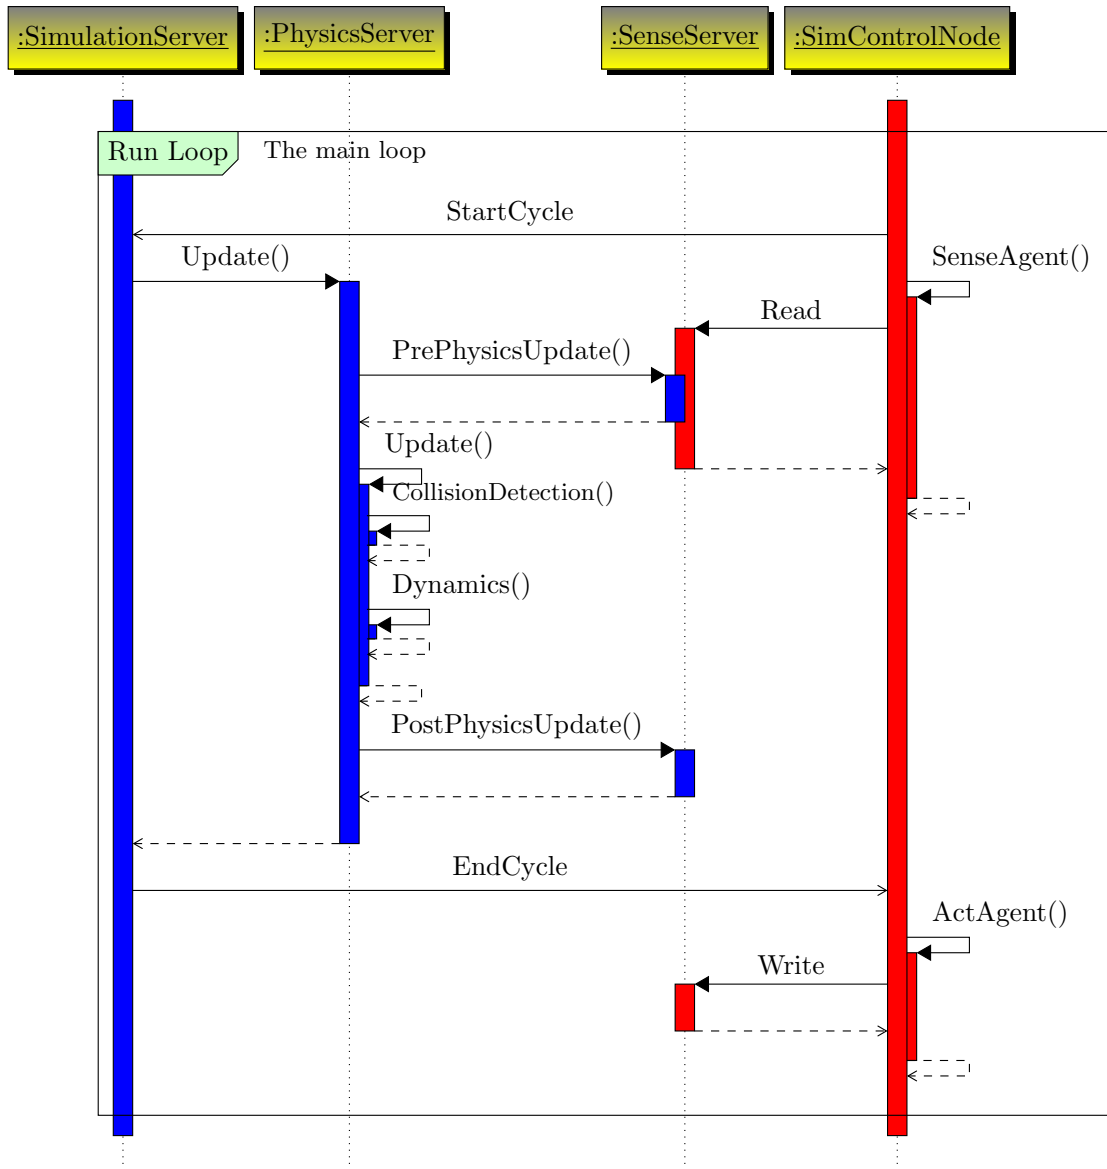 :SimulationServer
:PhysicsServer
:SenseServer
:SimControlNode
Run Loop
The main loop
StartCycle
Update()
SenseAgent()
Read
PrePhysicsUpdate()
Update()
CollisionDetection()
Dynamics()
PostPhysicsUpdate()
EndCycle
ActAgent()
Write